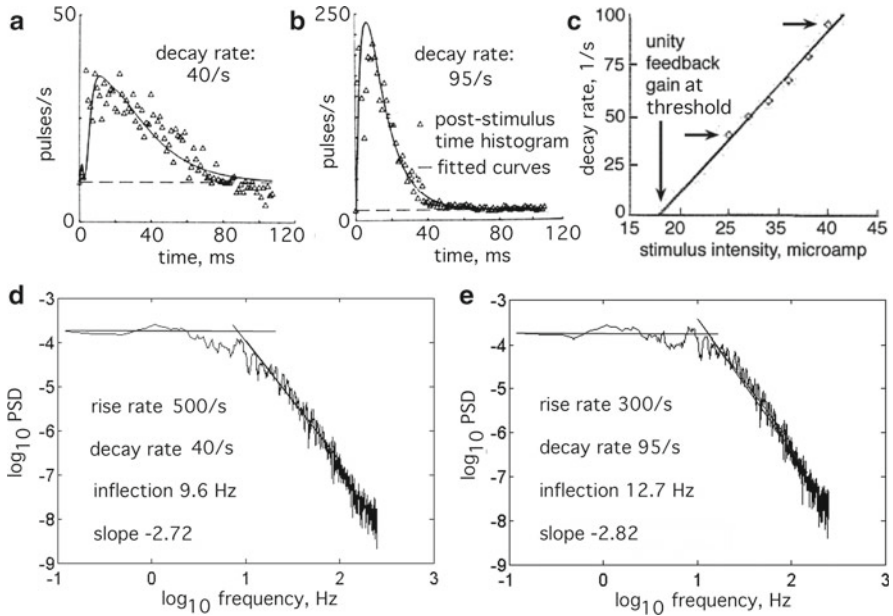 a
50
pulses/s
0
0
40
80
120
time, ms
decay rate:
40/s
b
250
pulses/s
0
0
40
80
120
time, ms
decay rate:
95/s
post-stimulus
time histogram
fitted curves
c
100
75
50
25
0
decay rate, 1/s
unity
feedback
gain at
threshold
15 20 25 30 35 40 45
stimulus intensity, microamp
d
-3
-4
-5
-6
-7
-8
-9
log10 PSD
rise rate 500/s
decay rate 40/s
inflection 9.6 Hz
slope -2.72
-1 0 1 2 3
log10 frequency, Hz
e
-3
-4
-5
-6
-7
-8
-9
log10 PSD
rise rate 300/s
decay rate 95/s
inflection 12.7 Hz
slope -2.82
-1 0 1 2 3
log10 frequency, Hz